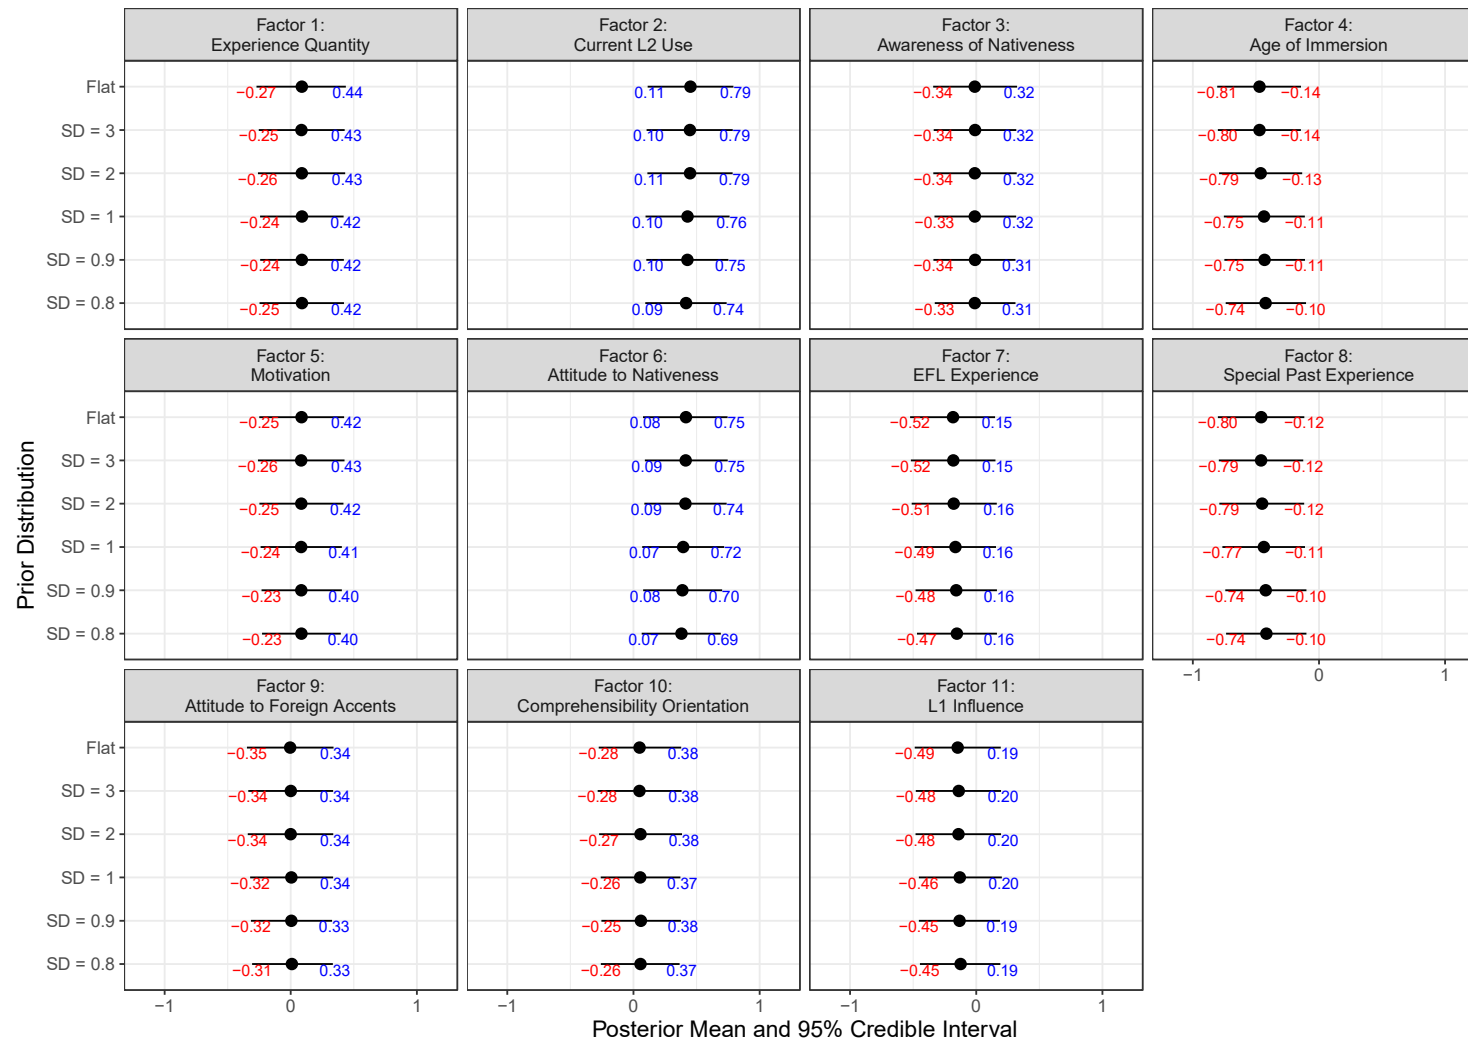 Factor 1:
Experience Quantity
Factor 2:
Current L2 Use
Factor 3:
Awareness of Nativeness
Factor 4:
Age of Immersion
Flat −0.27 0.44 0.11 0.79 −0.34 0.32 −0.81 −0.14
SD = 3 −0.25 0.43 0.10 0.79 −0.34 0.32 −0.80 −0.14
SD = 2 −0.26 0.43 0.11 0.79 −0.34 0.32 −0.79 −0.13
SD = 1 −0.24 0.42 0.10 0.76 −0.33 0.32 −0.75 −0.11
SD = 0.9 −0.24 0.42 0.10 0.75 −0.34 0.31 −0.75 −0.11
SD = 0.8 −0.25 0.42 0.09 0.74 −0.33 0.31 −0.74 −0.10
Factor 5:
Motivation
Factor 6:
Attitude to Nativeness
Factor 7:
EFL Experience
Factor 8:
Special Past Experience
Flat −0.25 0.42 0.08 0.75 −0.52 0.15 −0.80 −0.12
SD = 3 −0.26 0.43 0.09 0.75 −0.52 0.15 −0.79 −0.12
SD = 2 −0.25 0.42 0.09 0.74 −0.51 0.16 −0.79 −0.12
SD = 1 −0.24 0.41 0.07 0.72 −0.49 0.16 −0.77 −0.11
SD = 0.9 −0.23 0.40 0.08 0.70 −0.48 0.16 −0.74 −0.10
SD = 0.8 −0.23 0.40 0.07 0.69 −0.47 0.16 −0.74 −0.10
−1 0 1
Prior Distribution
Factor 9:
Attitude to Foreign Accents
Factor 10:
Comprehensibility Orientation
Factor 11:
L1 Influence
Flat −0.35 0.34 −0.28 0.38 −0.49 0.19
SD = 3 −0.34 0.34 −0.28 0.38 −0.48 0.20
SD = 2 −0.34 0.34 −0.27 0.38 −0.48 0.20
SD = 1 −0.32 0.34 −0.26 0.37 −0.46 0.20
SD = 0.9 −0.32 0.33 −0.25 0.38 −0.45 0.19
SD = 0.8 −0.31 0.33 −0.26 0.37 −0.45 0.19
−1 0 1 −1 0 1 −1 0 1
Posterior Mean and 95% Credible Interval